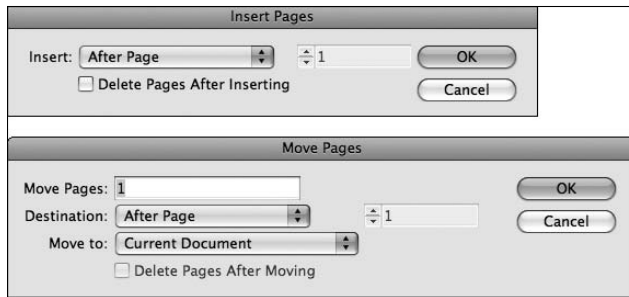 Insert Pages
Insert: After Page 1 OK
Delete Pages After Inserting Cancel
Move Pages
Move Pages: 1 OK
Destination: After Page 1 Cancel
Move to: Current Document
Delete Pages After Moving